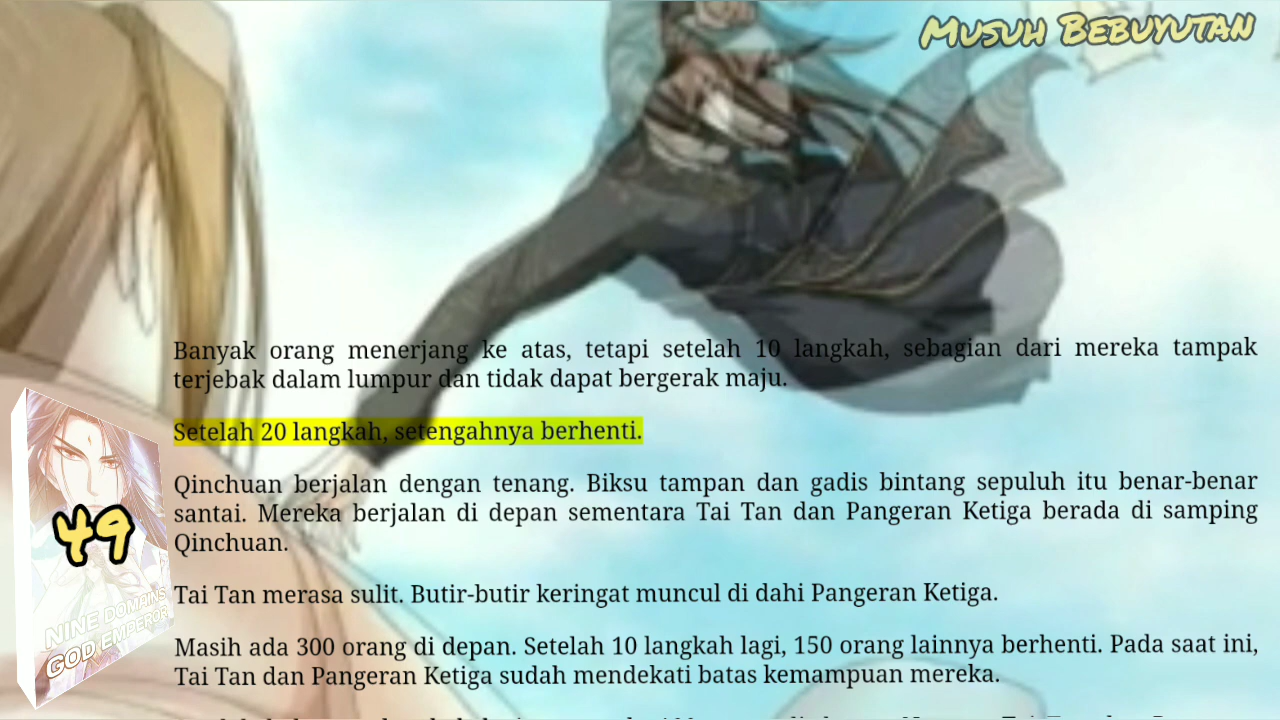 Musuh Bebuyutan
Banyak orang menerjang ke atas, tetapi setelah 10 langkah, sebagian dari mereka tampak
terjebak dalam lumpur dan tidak dapat bergerak maju.
Setelah 20 langkah, setengahnya berhenti.
Qinchuan berjalan dengan tenang. Biksu tampan dan gadis bintang sepuluh itu benar-benar
santai. Mereka berjalan di depan sementara Tai Tan dan Pangeran Ketiga berada di samping
Qinchuan.
Tai Tan merasa sulit. Butir-butir keringat muncul di dahi Pangeran Ketiga.
Masih ada 300 orang di depan. Setelah 10 langkah lagi, 150 orang lainnya berhenti. Pada saat ini,
Tai Tan dan Pangeran Ketiga sudah mendekati batas kemampuan mereka.
49
NINE DOMAINS
GOD EMPEROR